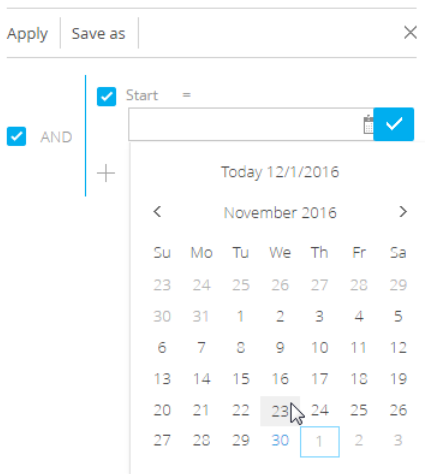 Apply Save as
Start =
AND
Today 12/1/2016
November 2016
Su Mo Tu We Th Fr Sa
23 24 25 26 27 28 29
30 31 1 2 3 4 5
6 7 8 9 10 11 12
13 14 15 16 17 18 19
20 21 22 23 24 25 26
27 28 29 30 1 2 3